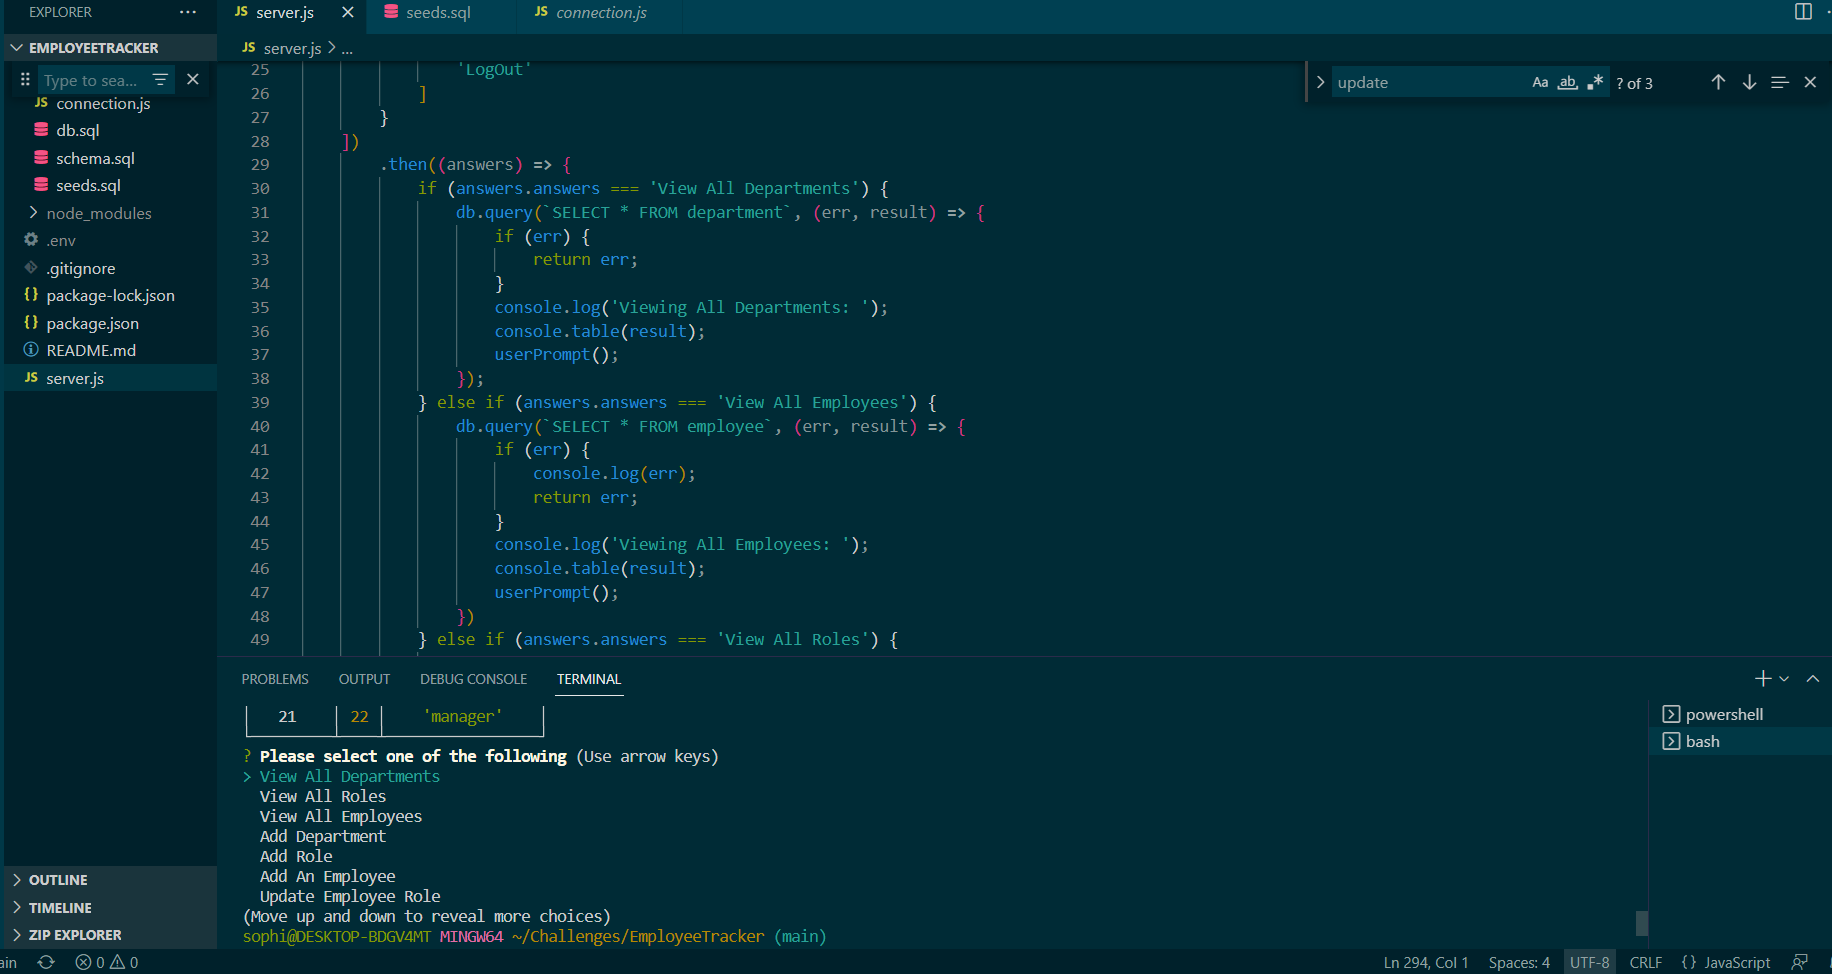 EXPLORER
EMPLOYEETRACKER
Type to sea...
connection.js
db.sql
schema.sql
seeds.sql
node_modules
.env
.gitignore
package-lock.json
package.json
README.md
server.js
OUTLINE
TIMELINE
ZIP EXPLORER
JS server.js
seeds.sql
JS connection.js
JS server.js > ...
update
Aa ab .* ? of 3
25 'LogOut'
26 ]
27 }
28 ])
29 .then((answers) => {
30 if (answers.answers === 'View All Departments') {
31 db.query(`SELECT * FROM department`, (err, result) => {
32 if (err) {
33 return err;
34 }
35 console.log('Viewing All Departments: ');
36 console.table(result);
37 userPrompt();
38 });
39 } else if (answers.answers === 'View All Employees') {
40 db.query(`SELECT * FROM employee`, (err, result) => {
41 if (err) {
42 console.log(err);
43 return err;
44 }
45 console.log('Viewing All Employees: ');
46 console.table(result);
47 userPrompt();
48 })
49 } else if (answers.answers === 'View All Roles') {
PROBLEMS OUTPUT DEBUG CONSOLE TERMINAL
21 22 'manager'
? Please select one of the following (Use arrow keys)
> View All Departments
View All Roles
View All Employees
Add Department
Add Role
Add An Employee
Update Employee Role
(Move up and down to reveal more choices)
sophi@DESKTOP-BDGV4MT MINGW64 ~/Challenges/EmployeeTracker (main)
powershell
bash
ain 0 0 Ln 294, Col 1 Spaces: 4 UTF-8 CRLF {} JavaScript